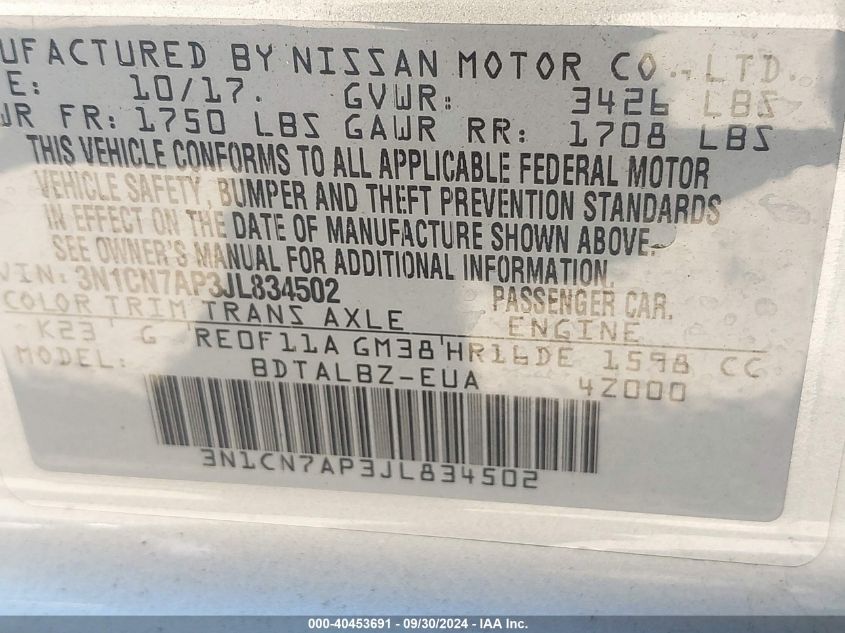 UFACTURED BY NISSAN MOTOR CO., LTD.
E: 10/17. GVWR: 3426 LBS
WR FR: 1750 LBS GAWR RR: 1708 LBS
THIS VEHICLE CONFORMS TO ALL APPLICABLE FEDERAL MOTOR
VEHICLE SAFETY, BUMPER AND THEFT PREVENTION STANDARDS
IN EFFECT ON THE DATE OF MANUFACTURE SHOWN ABOVE.
SEE OWNER'S MANUAL FOR ADDITIONAL INFORMATION.
VIN: 3N1CN7AP3JL834502 PASSENGER CAR.
COLOR TRIM TRANS AXLE ENGINE
K23 G RE0F11A GM38 HR16DE 1598 CC
MODEL: BDTALBZ-EUA 4Z000
3N1CN7AP3JL834502
000-40453691 - 09/30/2024 - IAA, Inc.